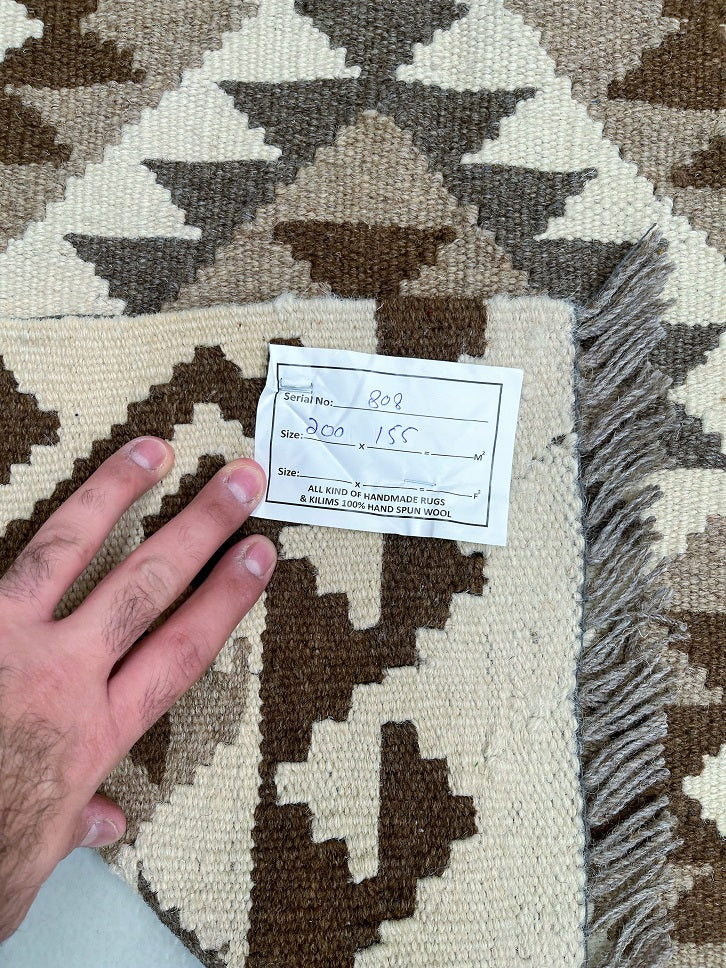 Serial No: 808
Size: 200 x 155 = M²
Size: x = F²
ALL KIND OF HANDMADE RUGS
& KILIMS 100% HAND SPUN WOOL